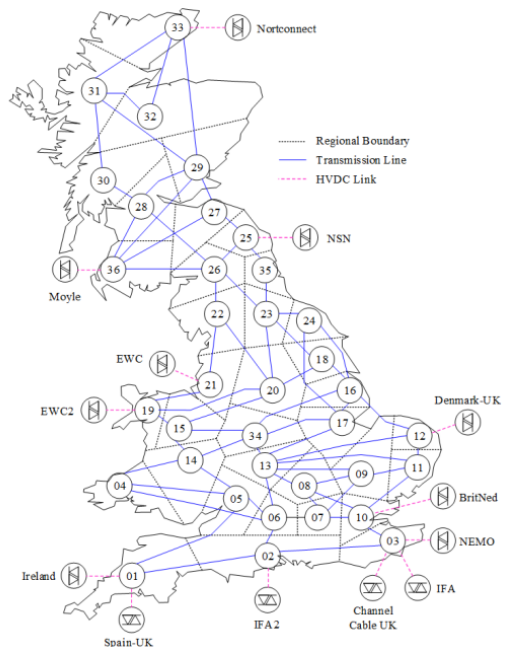 33
Nortconnect
31
32
Regional Boundary
Transmission Line
HVDC Link
29
30
28
27
25
NSN
36
26
35
Moyle
22
23
24
EWC
18
21
20
16
Denmark-UK
EWC2
19
17
15
34
12
14
13
11
04
08
09
05
BritNed
06
07
10
03
NEMO
02
Ireland
01
Channel
Cable UK
IFA
IFA2
Spain-UK